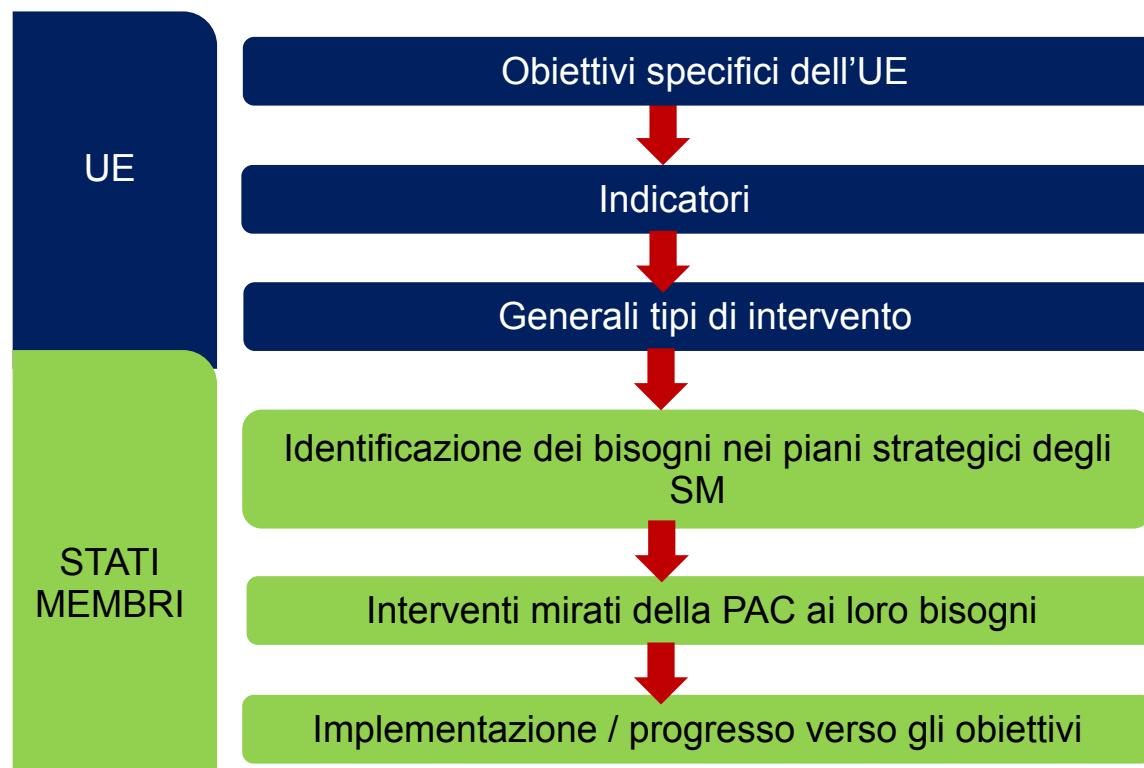 UE
Obiettivi specifici dell’UE
Indicatori
Generali tipi di intervento
STATI
MEMBRI
Identificazione dei bisogni nei piani strategici degli
SM
Interventi mirati della PAC ai loro bisogni
Implementazione / progresso verso gli obiettivi